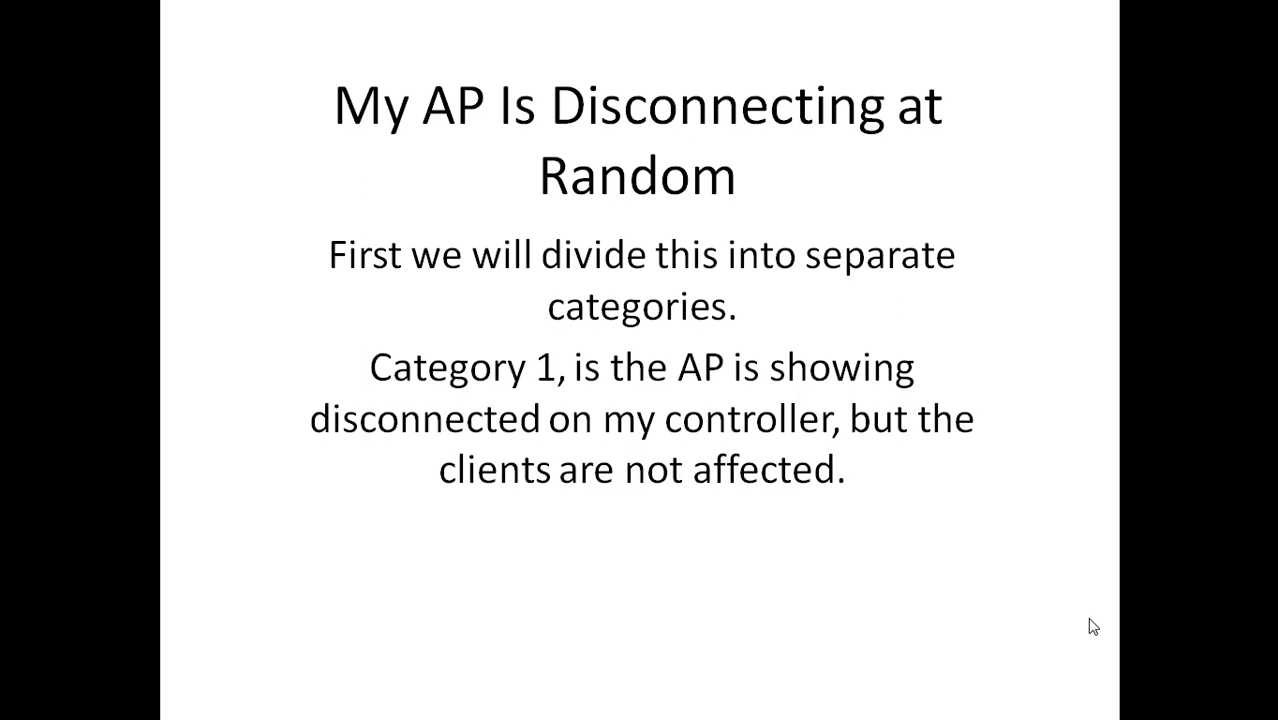 My AP Is Disconnecting at
Random
First we will divide this into separate
categories.
Category 1, is the AP is showing
disconnected on my controller, but the
clients are not affected.